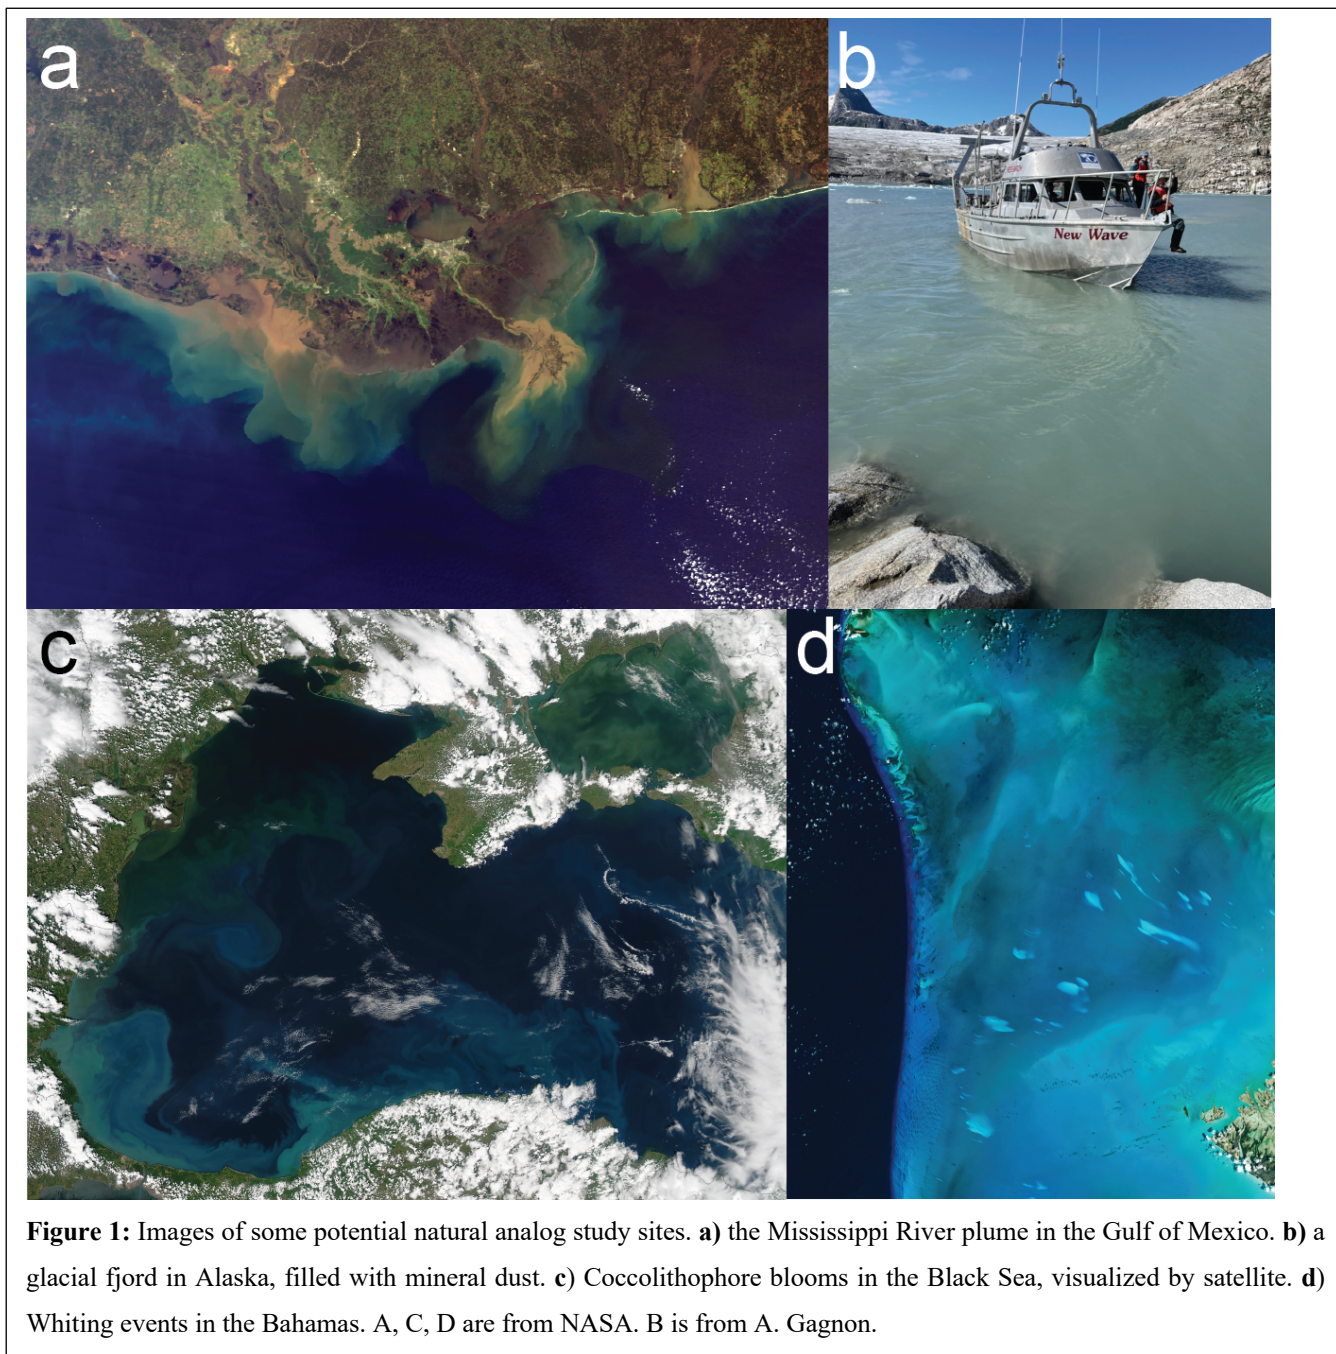 a
b
New Wave
c
d
Figure 1: Images of some potential natural analog study sites. a) the Mississippi River plume in the Gulf of Mexico. b) a
glacial fjord in Alaska, filled with mineral dust. c) Coccolithophore blooms in the Black Sea, visualized by satellite. d)
Whiting events in the Bahamas. A, C, D are from NASA. B is from A. Gagnon.